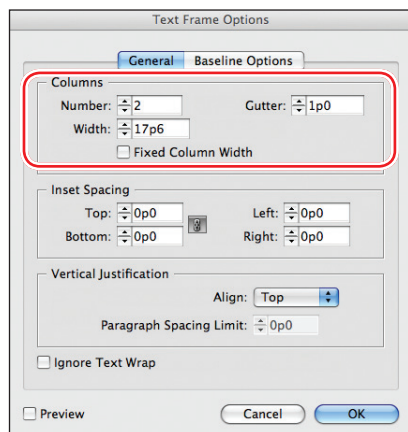 Text Frame Options
General Baseline Options
Columns
Number: 2 Gutter: 1p0
Width: 17p6
Fixed Column Width
Inset Spacing
Top: 0p0 Left: 0p0
Bottom: 0p0 Right: 0p0
Vertical Justification
Align: Top
Paragraph Spacing Limit: 0p0
Ignore Text Wrap
Preview Cancel OK